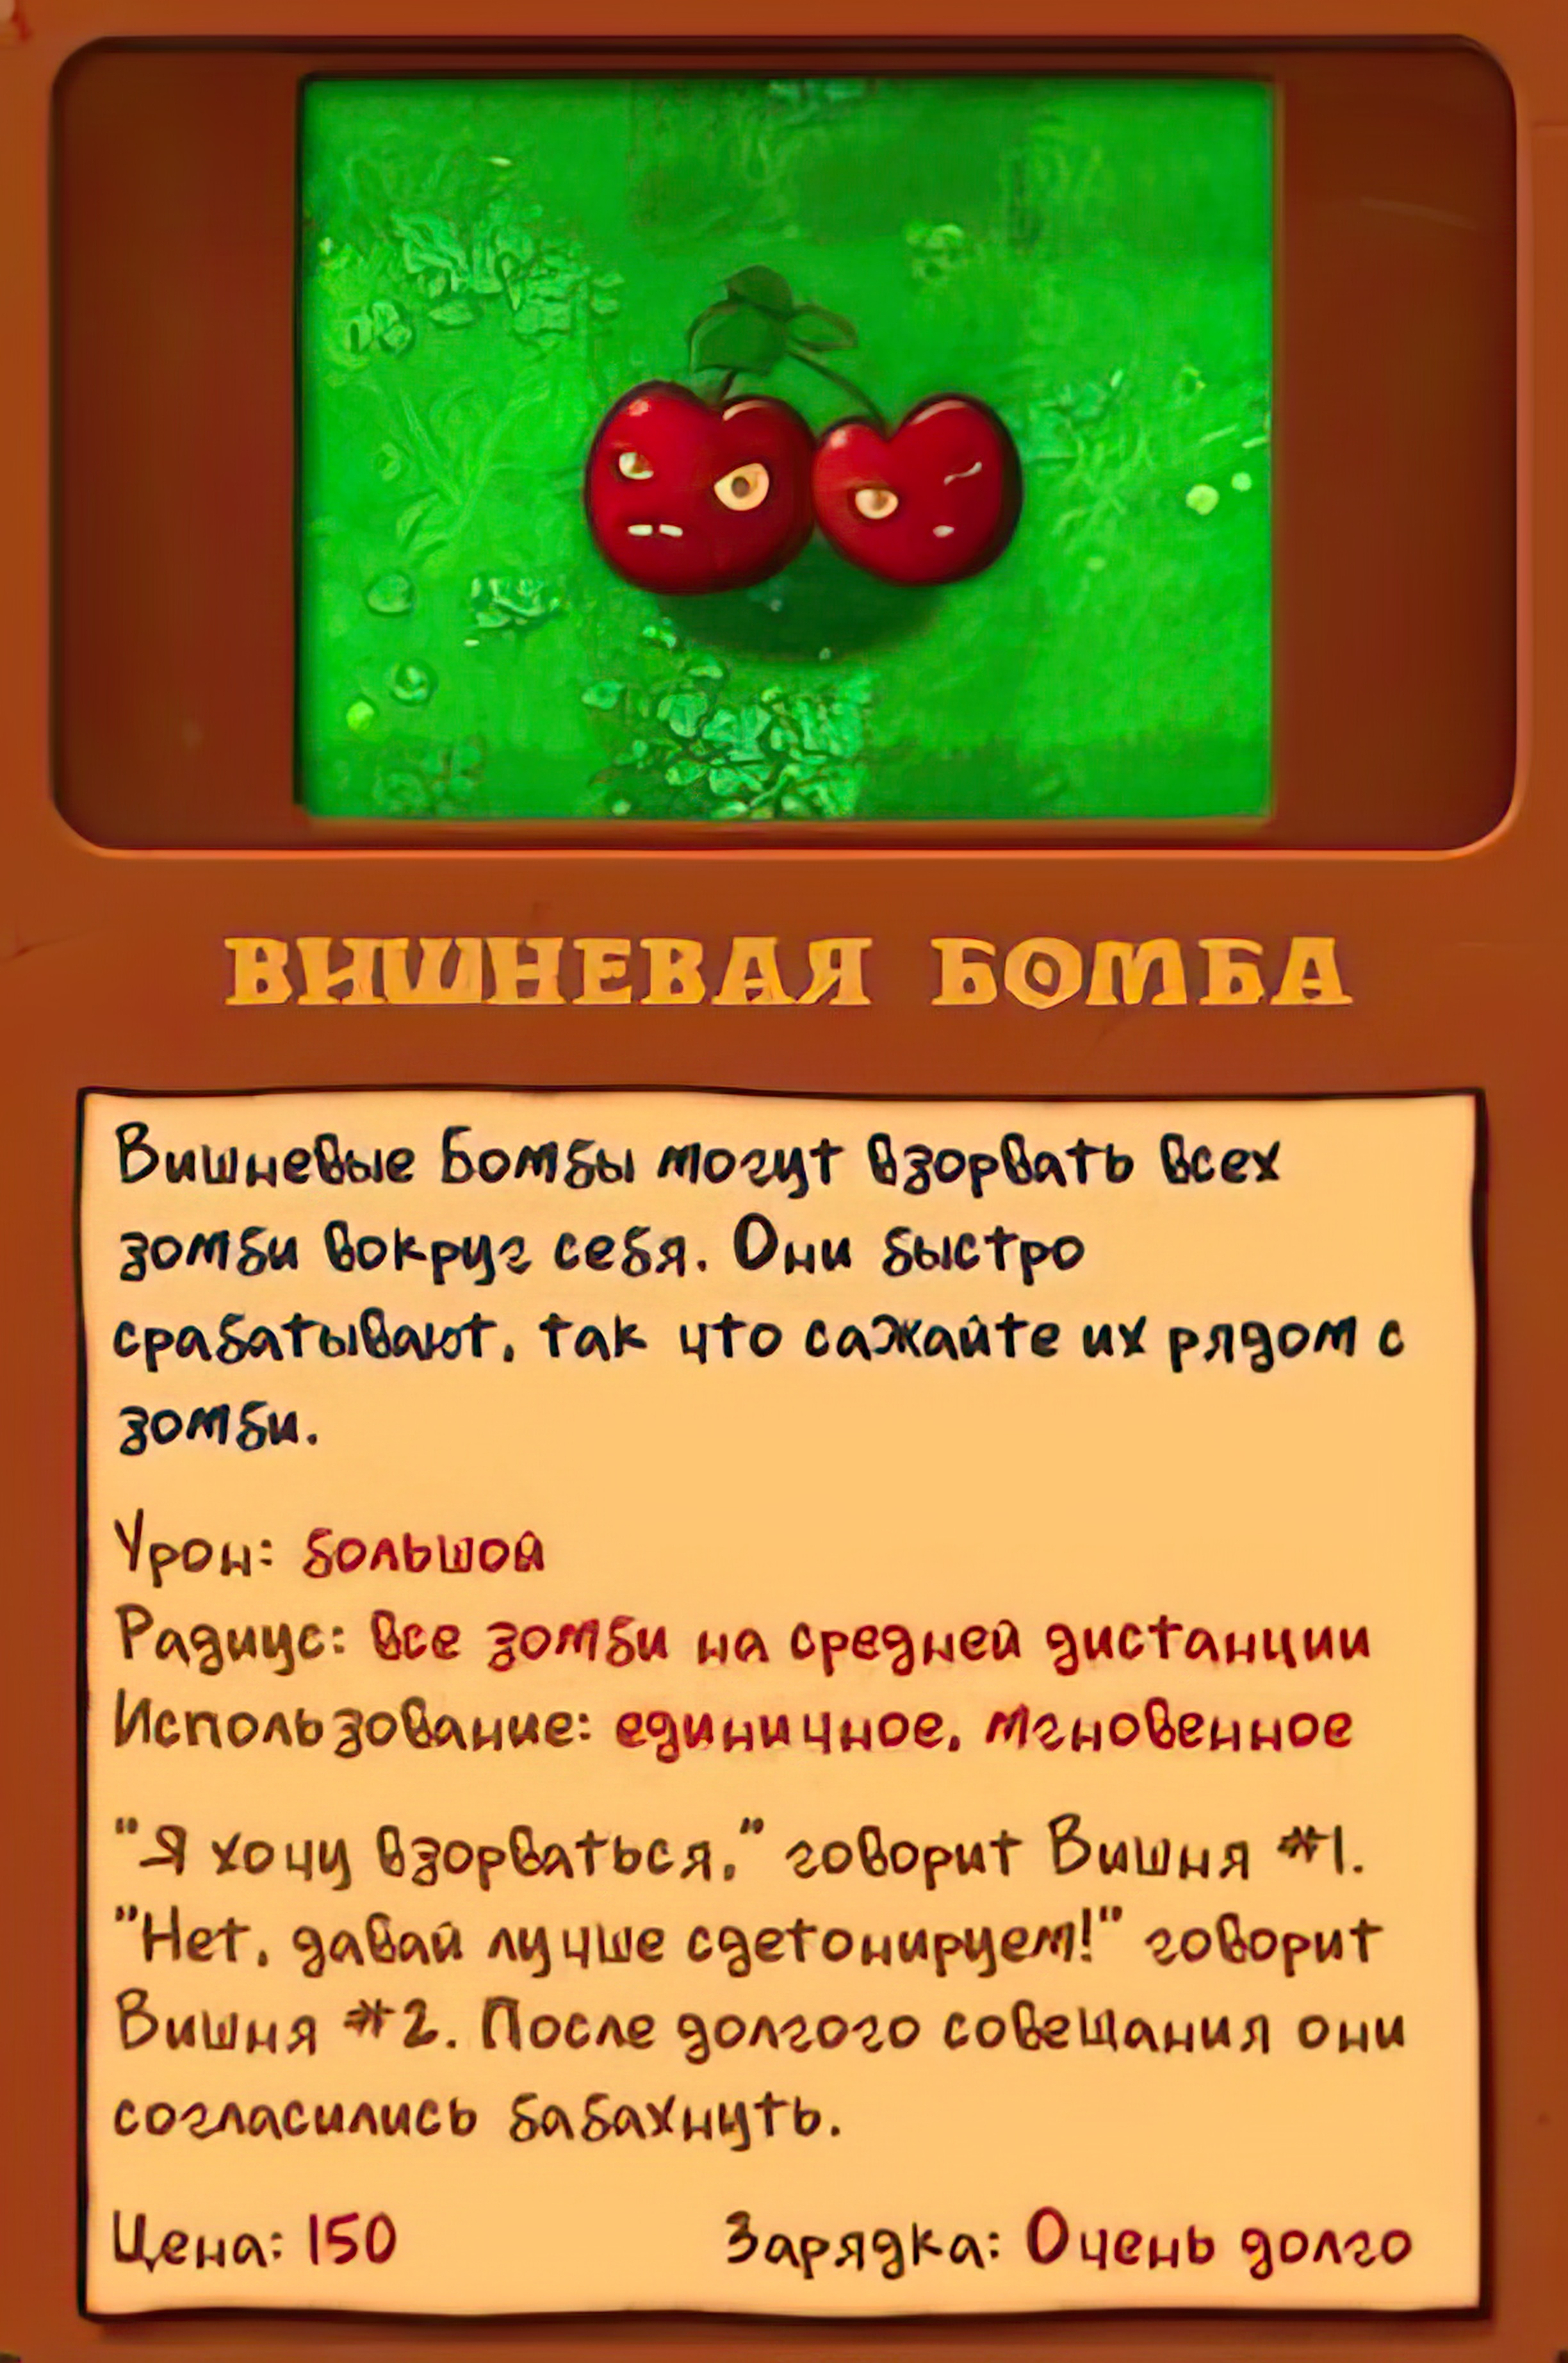 ВИШНЕВАЯ БОМБА
Вишневые Бомбы могут взорвать всех
зомби вокруг себя. Они быстро
срабатывают, так что сажайте их рядом с
зомби.
Урон: большой
Радиус: все зомби на средней дистанции
Использование: единичное, мгновенное
"Я хочу взорваться," говорит Вишня #1.
"Нет, давай лучше сдетонируем!" говорит
Вишня #2. После долгого совещания они
согласились бабахнуть.
Цена: 150 Зарядка: Очень долго